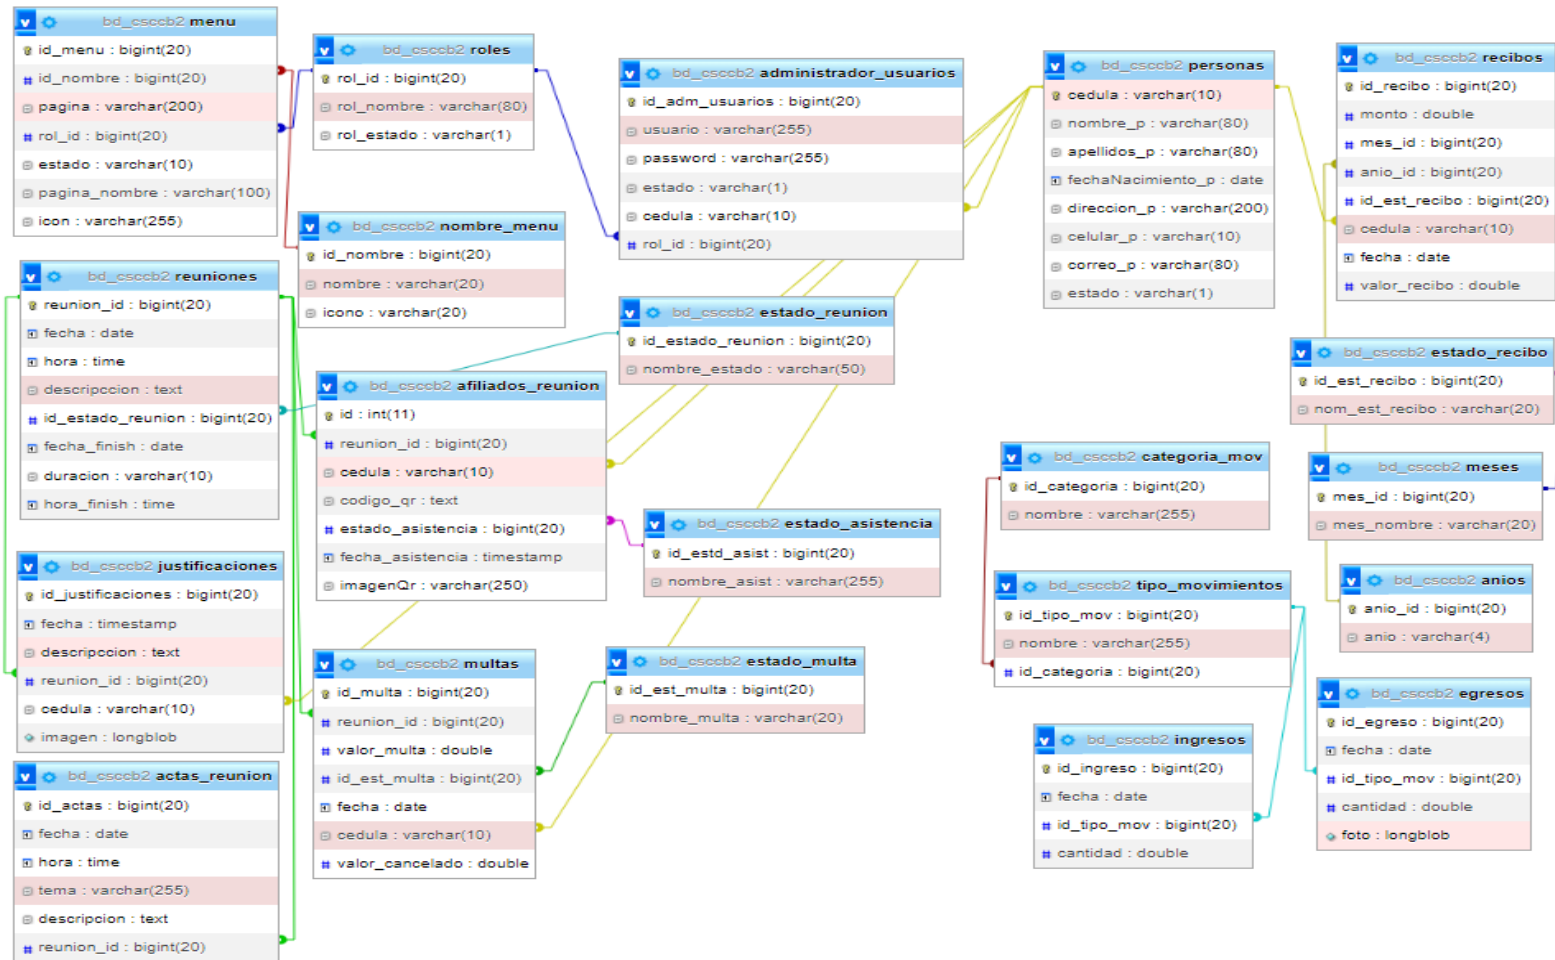 bd_csccb2 menu
id_menu : bigint(20)
id_nombre : bigint(20)
pagina : varchar(200)
rol_id : bigint(20)
estado : varchar(10)
pagina_nombre : varchar(100)
icon : varchar(255)
bd_csccb2 roles
rol_id : bigint(20)
rol_nombre : varchar(80)
rol_estado : varchar(1)
bd_csccb2 administrador_usuarios
id_adm_usuarios : bigint(20)
usuario : varchar(255)
password : varchar(255)
estado : varchar(1)
cedula : varchar(10)
rol_id : bigint(20)
bd_csccb2 personas
cedula : varchar(10)
nombre_p : varchar(80)
apellidos_p : varchar(80)
fechaNacimiento_p : date
direccion_p : varchar(200)
celular_p : varchar(10)
correo_p : varchar(80)
estado : varchar(1)
bd_csccb2 recibos
id_recibo : bigint(20)
monto : double
mes_id : bigint(20)
anio_id : bigint(20)
id_est_recibo : bigint(20)
cedula : varchar(10)
fecha : date
valor_recibo : double
bd_csccb2 nombre_menu
id_nombre : bigint(20)
nombre : varchar(20)
icono : varchar(20)
bd_csccb2 reuniones
reunion_id : bigint(20)
fecha : date
hora : time
descripccion : text
id_estado_reunion : bigint(20)
fecha_finish : date
duracion : varchar(10)
hora_finish : time
bd_csccb2 estado_reunion
id_estado_reunion : bigint(20)
nombre_estado : varchar(50)
bd_csccb2 estado_recibo
id_est_recibo : bigint(20)
nom_est_recibo : varchar(20)
bd_csccb2 afiliados_reunion
id : int(11)
reunion_id : bigint(20)
cedula : varchar(10)
codigo_qr : text
estado_asistencia : bigint(20)
fecha_asistencia : timestamp
imagenQr : varchar(250)
bd_csccb2 categoria_mov
id_categoria : bigint(20)
nombre : varchar(255)
bd_csccb2 meses
mes_id : bigint(20)
mes_nombre : varchar(20)
bd_csccb2 estado_asistencia
id_estd_asist : bigint(20)
nombre_asist : varchar(255)
bd_csccb2 justificaciones
id_justificaciones : bigint(20)
fecha : timestamp
descripccion : text
reunion_id : bigint(20)
cedula : varchar(10)
imagen : longblob
bd_csccb2 tipo_movimientos
id_tipo_mov : bigint(20)
nombre : varchar(255)
id_categoria : bigint(20)
bd_csccb2 anios
anio_id : bigint(20)
anio : varchar(4)
bd_csccb2 multas
id_multa : bigint(20)
reunion_id : bigint(20)
valor_multa : double
id_est_multa : bigint(20)
fecha : date
cedula : varchar(10)
valor_cancelado : double
bd_csccb2 estado_multa
id_est_multa : bigint(20)
nombre_multa : varchar(20)
bd_csccb2 egresos
id_egreso : bigint(20)
fecha : date
id_tipo_mov : bigint(20)
cantidad : double
foto : longblob
bd_csccb2 ingresos
id_ingreso : bigint(20)
fecha : date
id_tipo_mov : bigint(20)
cantidad : double
bd_csccb2 actas_reunion
id_actas : bigint(20)
fecha : date
hora : time
tema : varchar(255)
descripcion : text
reunion_id : bigint(20)